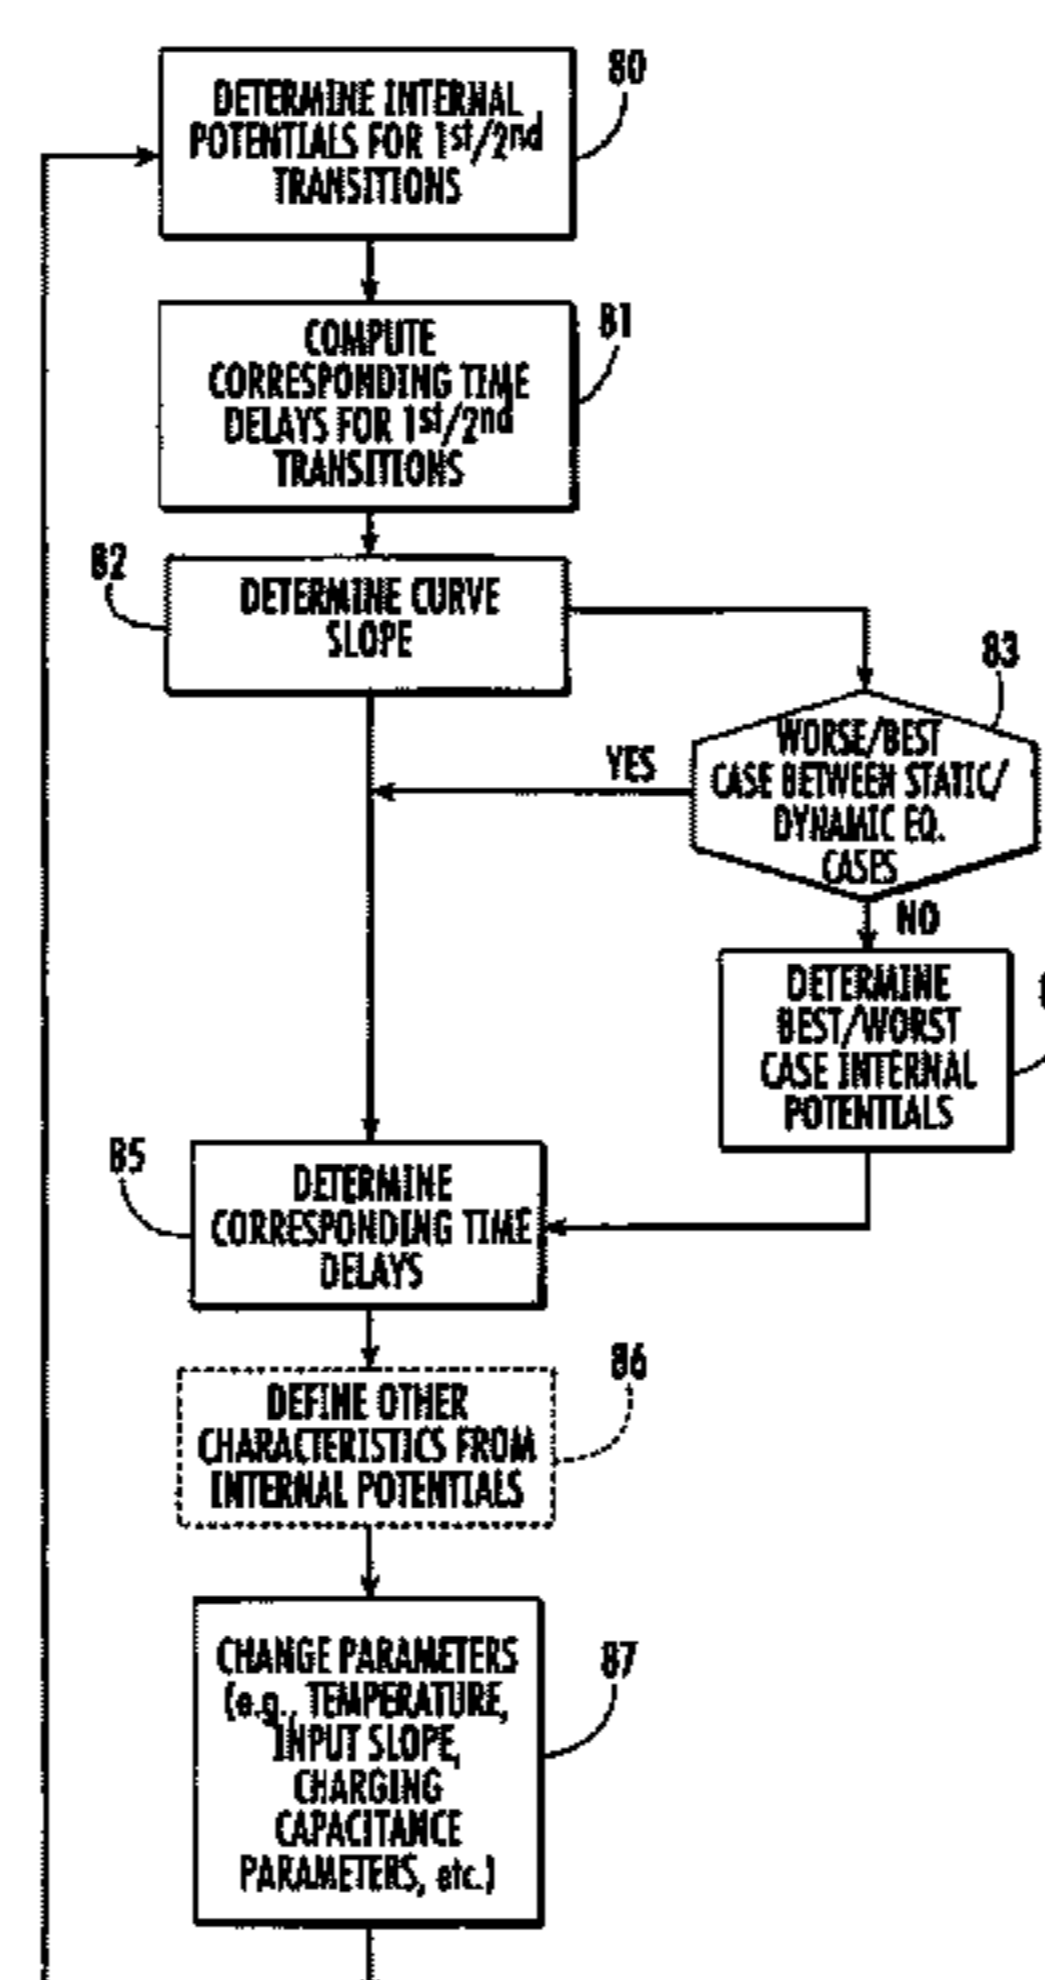 80
DETERMINE INTERNAL
POTENTIALS FOR 1st/2nd
TRANSITIONS
81
COMPUTE
CORRESPONDING TIME
DELAYS FOR 1st/2nd
TRANSITIONS
82
DETERMINE CURVE
SLOPE
83
WORSE/BEST
CASE BETWEEN STATIC/
DYNAMIC EQ.
CASES
YES
NO
DETERMINE
BEST/WORST
CASE INTERNAL
POTENTIALS
85
DETERMINE
CORRESPONDING TIME
DELAYS
86
DEFINE OTHER
CHARACTERISTICS FROM
INTERNAL POTENTIALS
87
CHANGE PARAMETERS
(e.g., TEMPERATURE,
INPUT SLOPE,
CHARGING
CAPACITANCE
PARAMETERS, etc.)